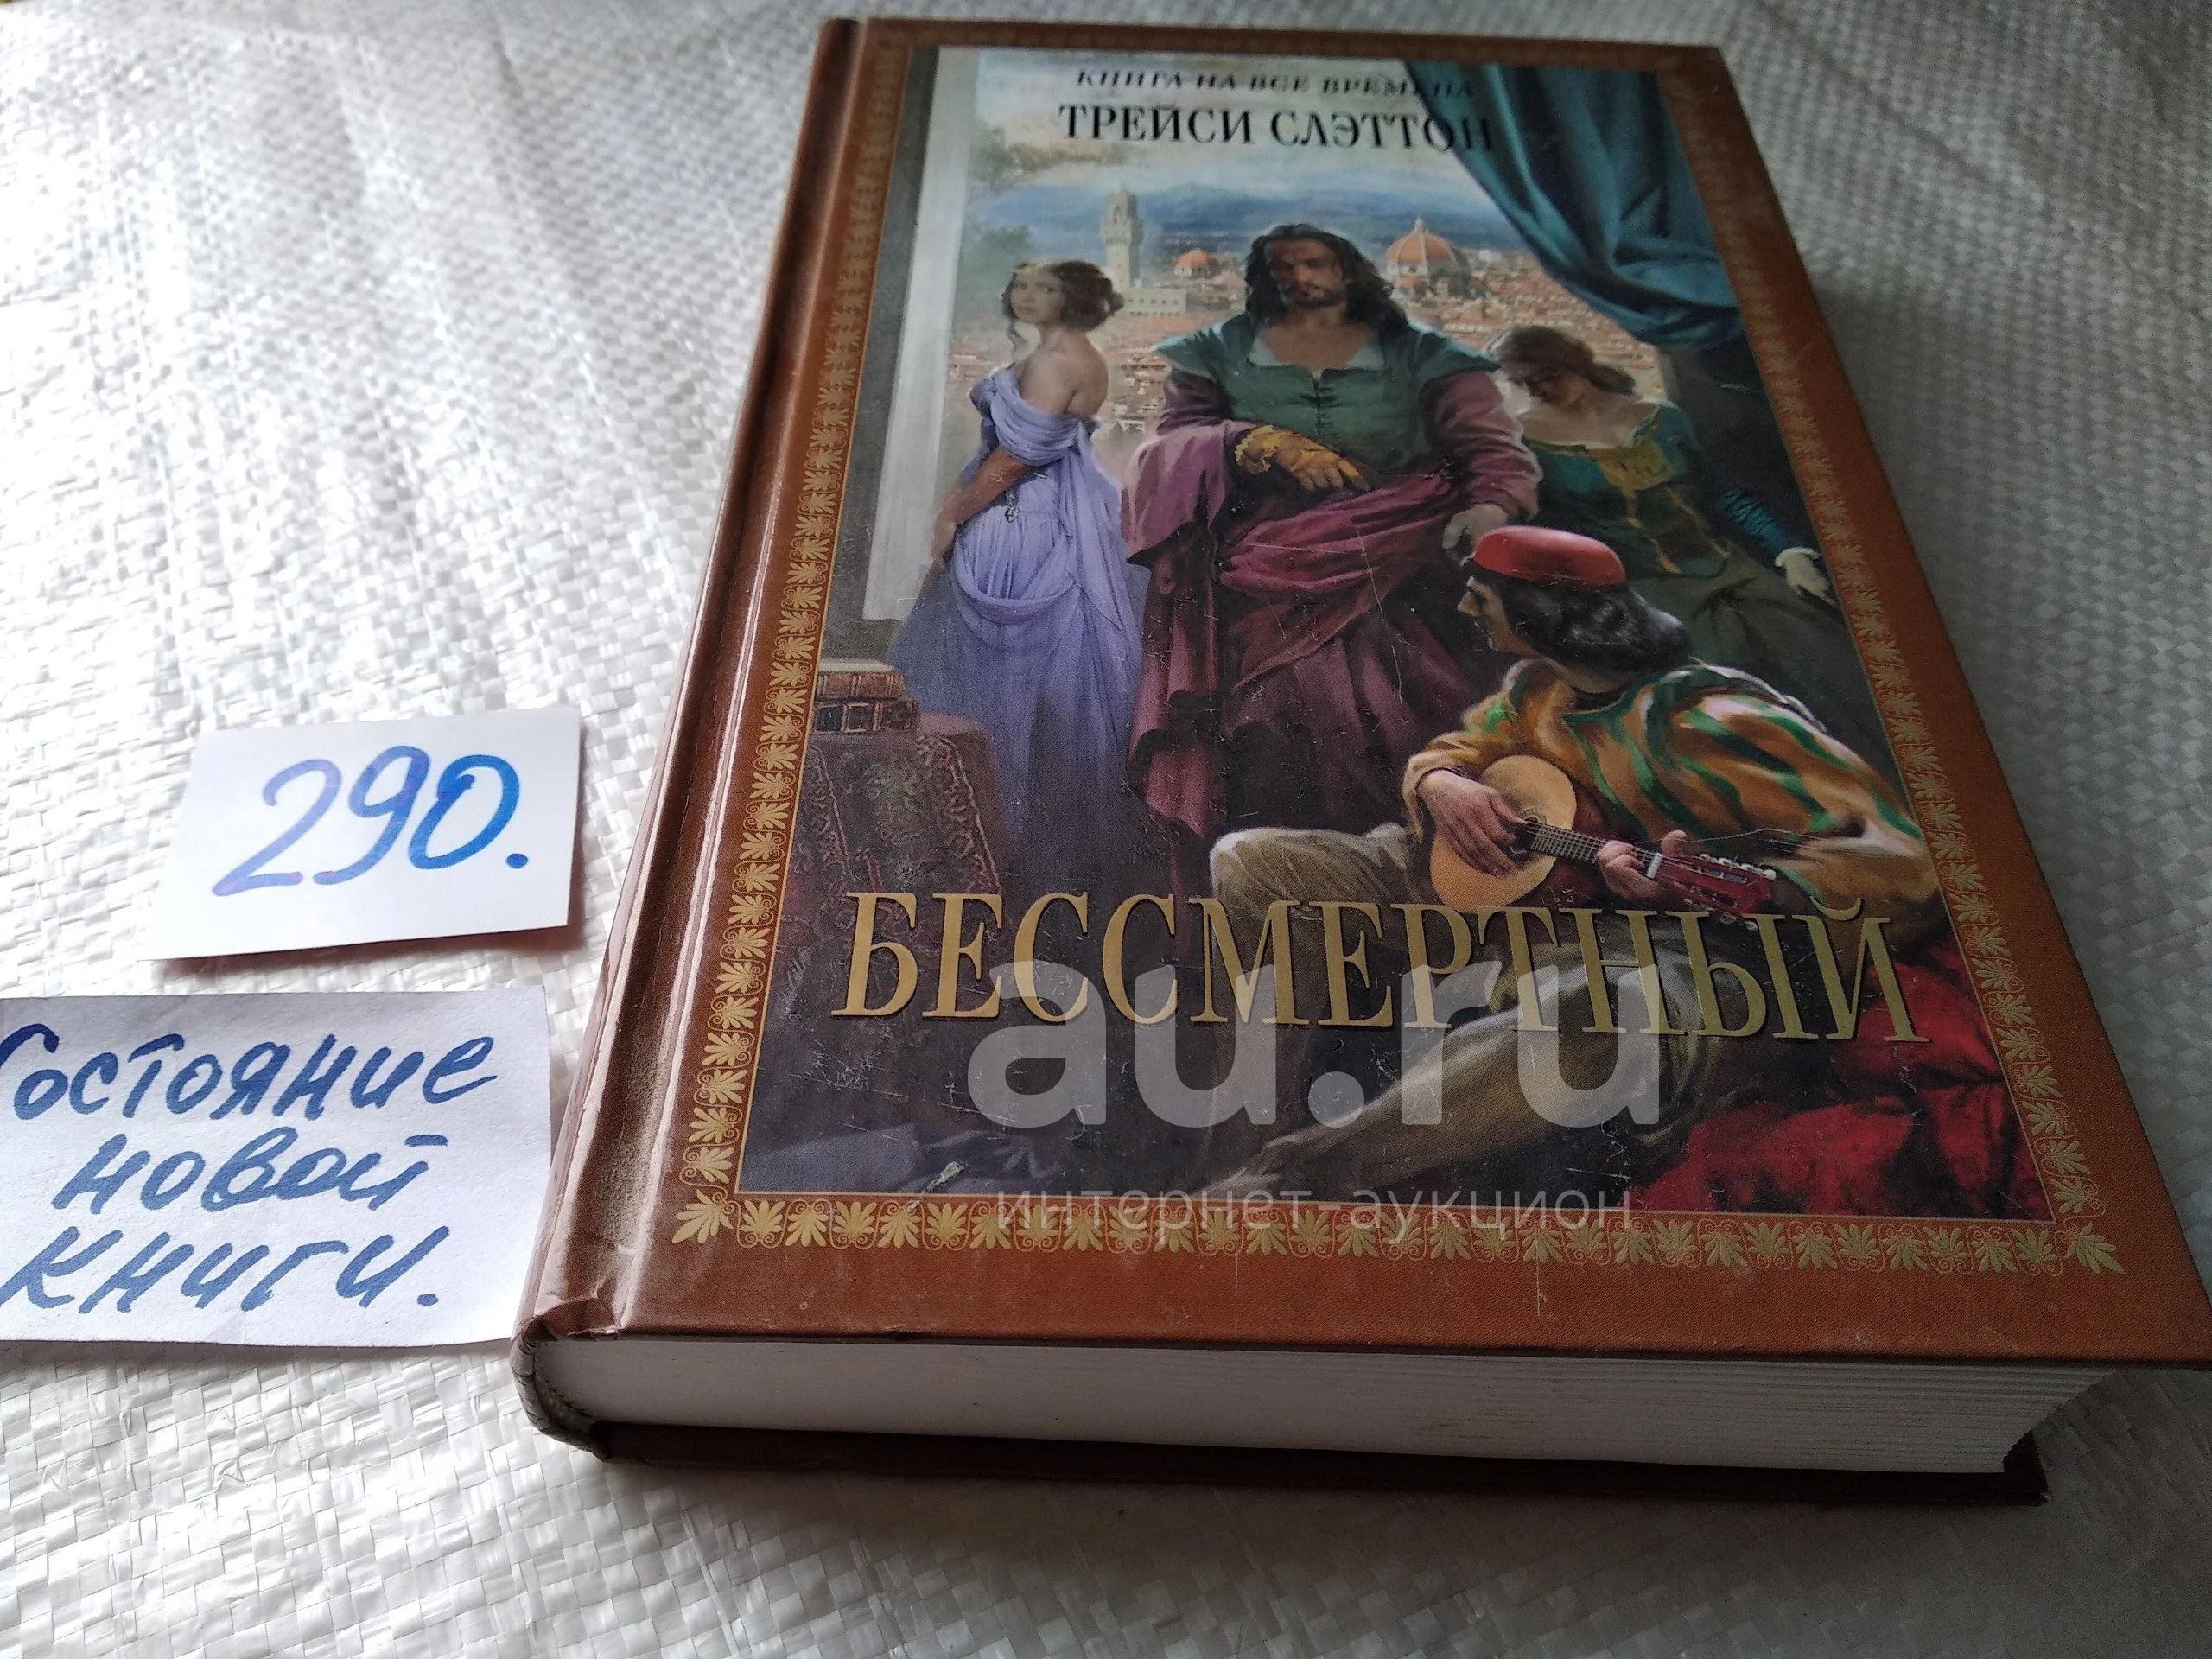 КНИГА НА ВСЕ ВРЕМЕНА
ТРЕЙСИ СЛЭТТОН
БЕССМЕРТНЫЙ
290.
Состояние
новой
книги.
au.ru
интернет-аукцион